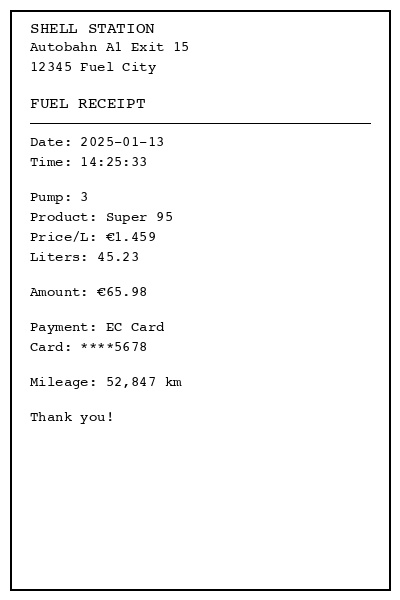 SHELL STATION
Autobahn A1 Exit 15
12345 Fuel City
FUEL RECEIPT
Date: 2025-01-13
Time: 14:25:33
Pump: 3
Product: Super 95
Price/L: €1.459
Liters: 45.23
Amount: €65.98
Payment: EC Card
Card: ****5678
Mileage: 52,847 km
Thank you!